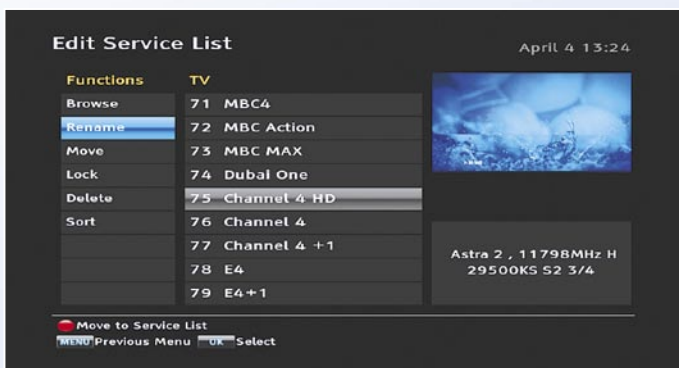 Edit Service List
April 4 13:24
Functions
Browse
Rename
Move
Lock
Delete
Sort
TV
71 MBC4
72 MBC Action
73 MBC MAX
74 Dubai One
75 Channel 4 HD
76 Channel 4
77 Channel 4 +1
78 E4
79 E4+1
Astra 2 , 11798MHz H
29500KS S2 3/4
Move to Service List
MENU Previous Menu OK Select